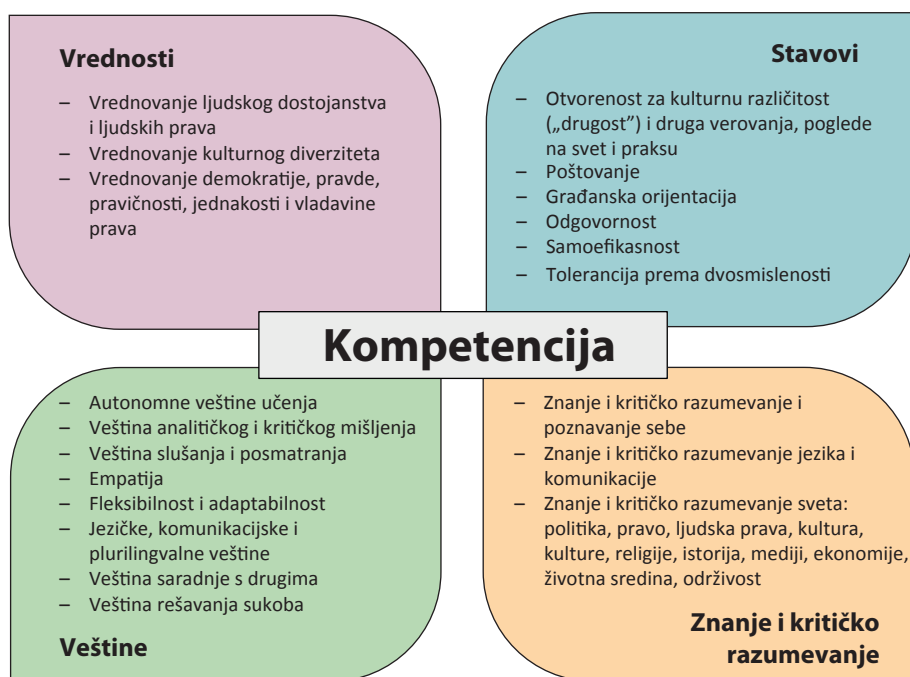 Vrednosti
– Vrednovanje ljudskog dostojanstva
i ljudskih prava
– Vrednovanje kulturnog diverziteta
– Vrednovanje demokratije, pravde,
pravičnosti, jednakosti i vladavine
prava
Stavovi
– Otvorenost za kulturnu različitost
(„drugost”) i druga verovanja, poglede
na svet i praksu
– Poštovanje
– Građanska orijentacija
– Odgovornost
– Samoefikasnost
– Tolerancija prema dvosmislenosti
Kompetencija
– Autonomne veštine učenja
– Veština analitičkog i kritičkog mišljenja
– Veština slušanja i posmatranja
– Empatija
– Fleksibilnost i adaptabilnost
– Jezičke, komunikacijske i
plurilingvalne veštine
– Veština saradnje s drugima
– Veština rešavanja sukoba
Veštine
– Znanje i kritičko razumevanje i
poznavanje sebe
– Znanje i kritičko razumevanje jezika i
komunikacije
– Znanje i kritičko razumevanje sveta:
politika, pravo, ljudska prava, kultura,
kulture, religije, istorija, mediji, ekonomije,
životna sredina, održivost
Znanje i kritičko
razumevanje